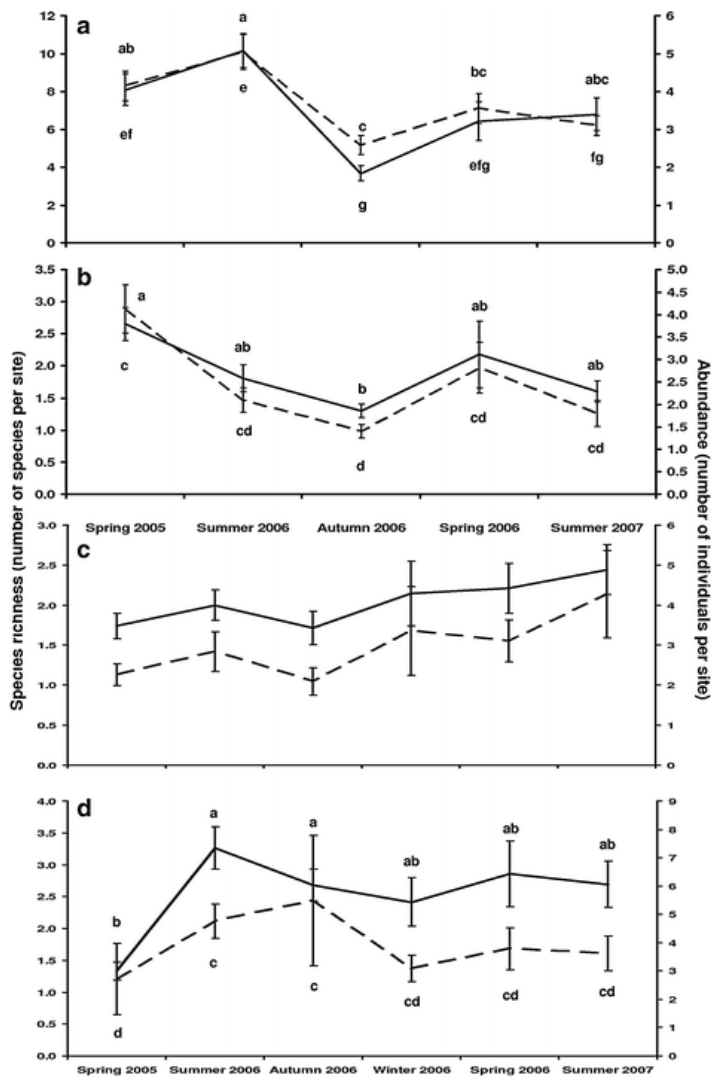 a
12
10
8
6
4
2
0
6
5
4
3
2
1
0
ab
a
c
bc
abc
ef
e
g
efg
fg
b
3.5
3.0
2.5
2.0
1.5
1.0
0.5
0.0
5.0
4.5
4.0
3.5
3.0
2.5
2.0
1.5
1.0
0.5
0.0
a
ab
b
ab
ab
c
cd
d
cd
cd
Spring 2005 Summer 2006 Autumn 2006 Spring 2006 Summer 2007
Species richness (number of species per site)
Abundance (number of individuals per site)
c
3.0
2.5
2.0
1.5
1.0
0.5
0.0
6
5
4
3
2
1
0
d
4.0
3.5
3.0
2.5
2.0
1.5
1.0
0.5
0.0
9
8
7
6
5
4
3
2
1
0
b
a
a
ab
ab
ab
d
c
c
cd
cd
cd
Spring 2005 Summer 2006 Autumn 2006 Winter 2006 Spring 2006 Summer 2007